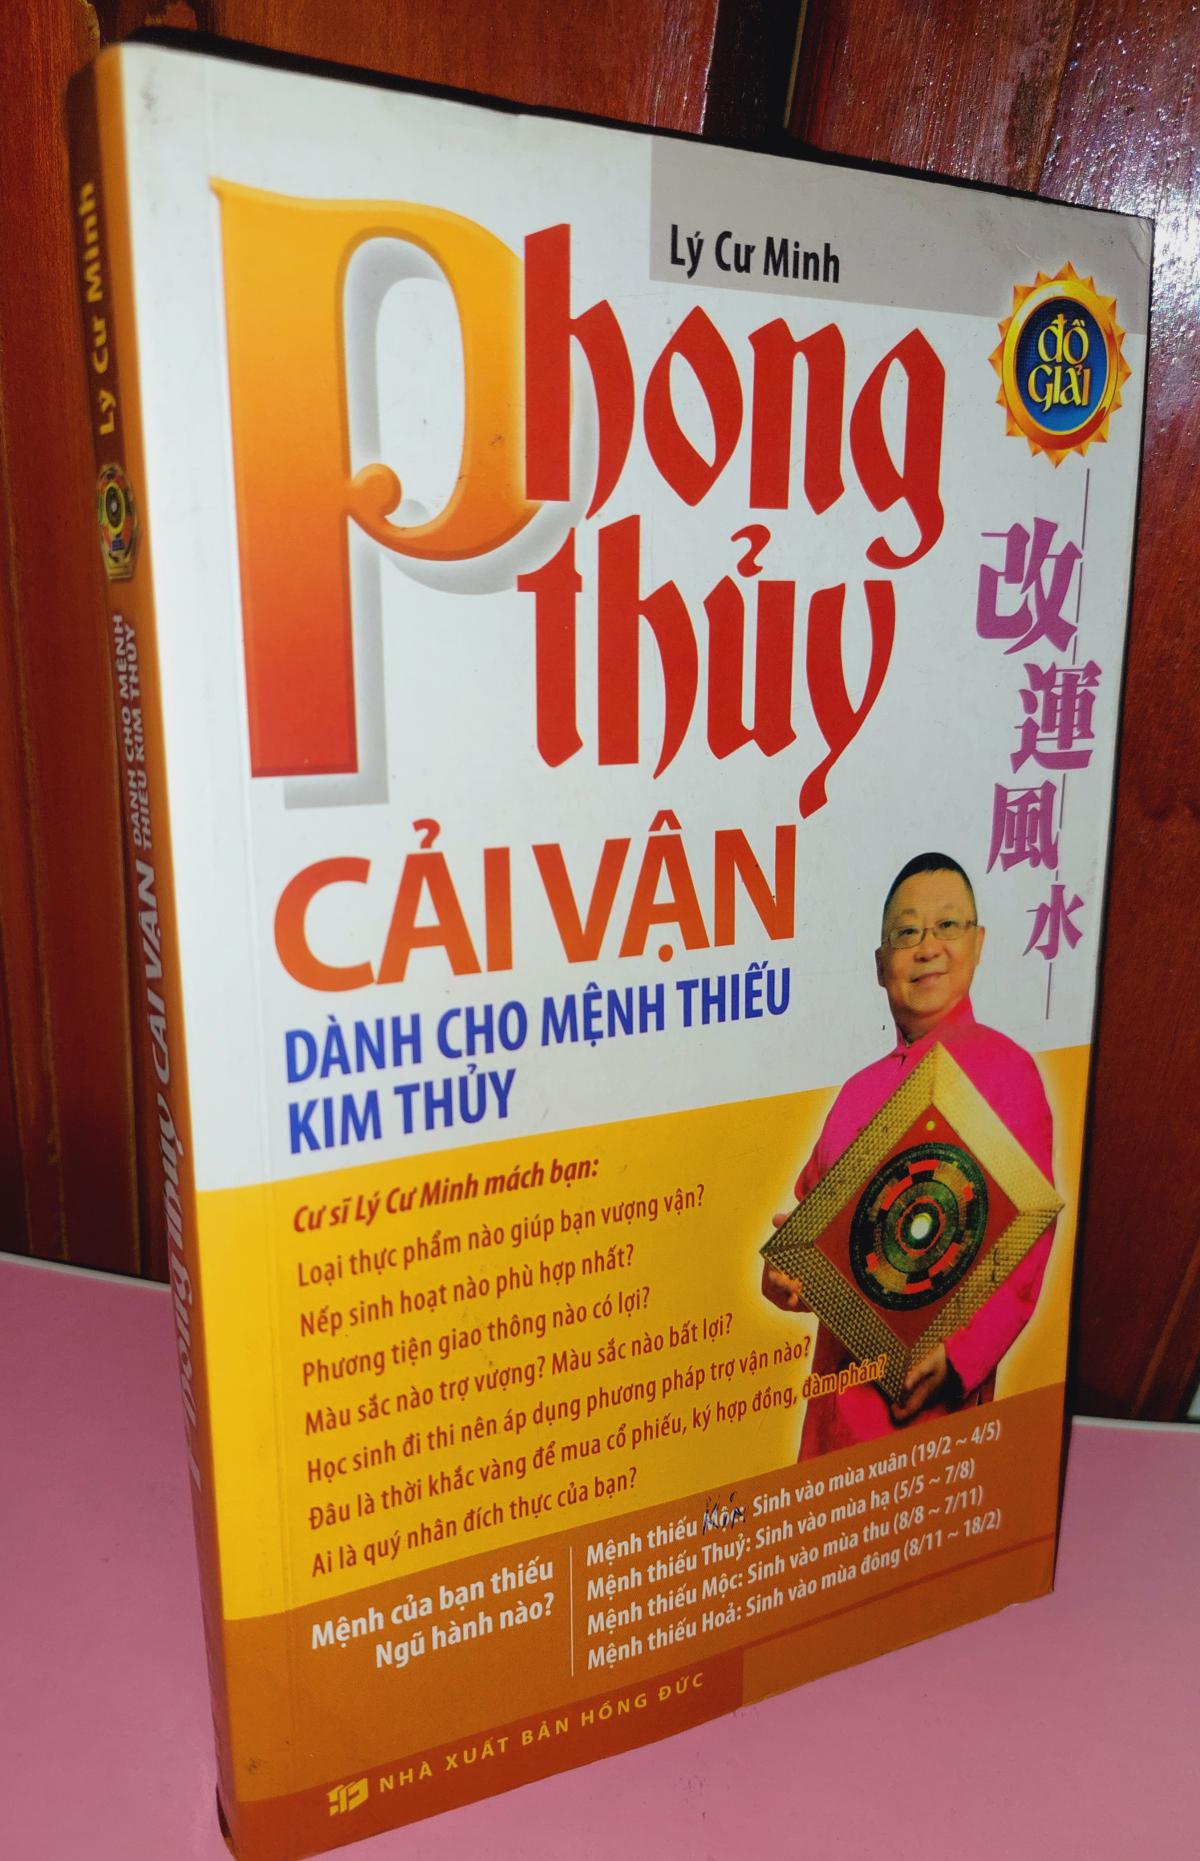 Lý Cư Minh
đồ
giải
Phong
thủy
CẢI VẬN
DÀNH CHO MỆNH THIẾU
KIM THỦY
改運風水
Cư sĩ Lý Cư Minh mách bạn:
Loại thực phẩm nào giúp bạn vượng vận?
Nếp sinh hoạt nào phù hợp nhất?
Phương tiện giao thông nào có lợi?
Màu sắc nào trợ vượng? Màu sắc nào bất lợi?
Học sinh đi thi nên áp dụng phương pháp trợ vận nào?
Đâu là thời khắc vàng để mua cổ phiếu, ký hợp đồng, đàm phán?
Ai là quý nhân đích thực của bạn?
Mệnh của bạn thiếu
Ngũ hành nào?
Mệnh thiếu Sinh vào mùa xuân (19/2 ~ 4/5)
Mệnh thiếu Thuỷ: Sinh vào mùa hạ (5/5 ~ 7/8)
Mệnh thiếu Mộc: Sinh vào mùa thu (8/8 ~ 7/11)
Mệnh thiếu Hoả: Sinh vào mùa đông (8/11 ~ 18/2)
NHÀ XUẤT BẢN HỒNG ĐỨC
Lý Cư Minh
DÀNH CHO MỆNH
THIẾU KIM THỦY
Phong thủy CẢI VẬN